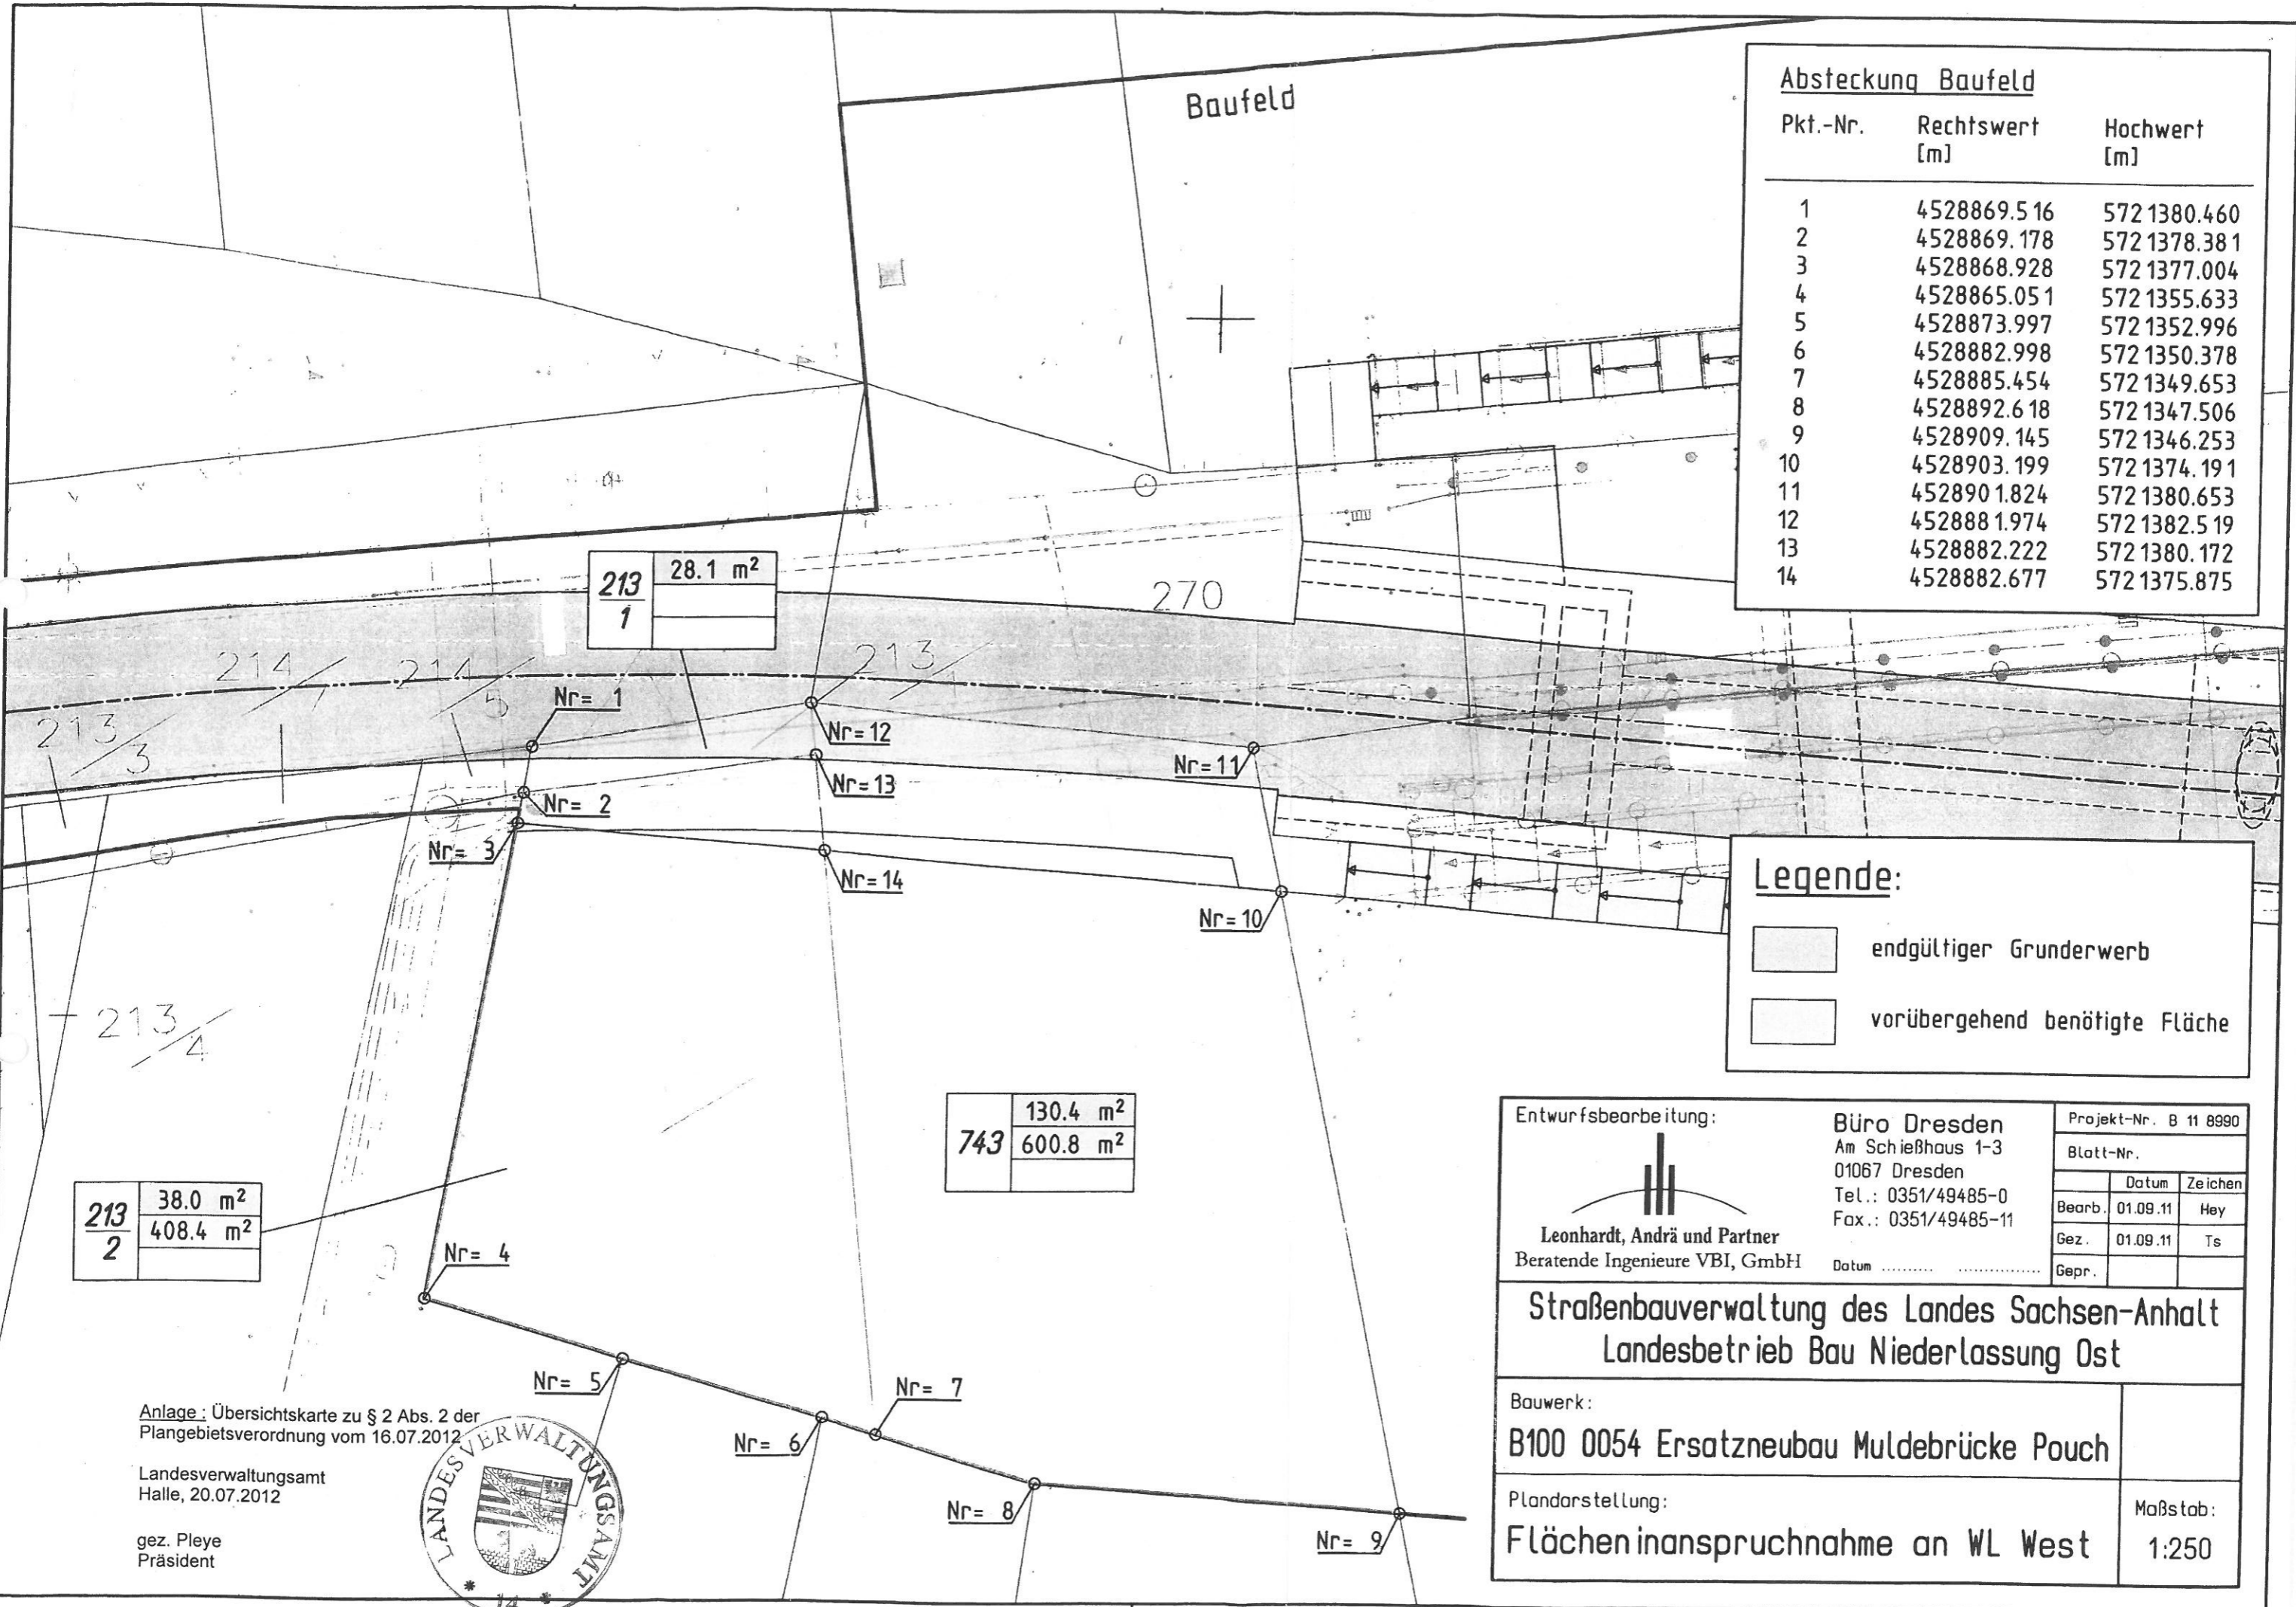 Baufeld
Absteckung Baufeld
Pkt.-Nr. Rechtswert Hochwert
[m] [m]
1 4528869.516 5721380.460
2 4528869.178 5721378.381
3 4528868.928 5721377.004
4 4528865.051 5721355.633
5 4528873.997 5721352.996
6 4528882.998 5721350.378
7 4528885.454 5721349.653
8 4528892.618 5721347.506
9 4528909.145 5721346.253
10 4528903.199 5721374.191
11 4528901.824 5721380.653
12 4528881.974 5721382.519
13 4528882.222 5721380.172
14 4528882.677 5721375.875
213/1 28.1 m²
270
214/1
214/5
213/1
213/3
Nr= 1
Nr=12
Nr=11
Nr=13
Nr= 2
Nr= 3
Nr=14
Nr=10
213/4
Legende:
endgültiger Grunderwerb
vorübergehend benötigte Fläche
743 130.4 m²
600.8 m²
213/2 38.0 m²
408.4 m²
Nr= 4
Nr= 5
Nr= 6
Nr= 7
Nr= 8
Nr= 9
Anlage : Übersichtskarte zu § 2 Abs. 2 der
Plangebietsverordnung vom 16.07.2012
Landesverwaltungsamt
Halle, 20.07.2012
gez. Pleye
Präsident
LANDESVERWALTUNGSAMT
* 14 *
Entwurfsbearbeitung:
Leonhardt, Andrä und Partner
Beratende Ingenieure VBI, GmbH
Büro Dresden
Am Schießhaus 1-3
01067 Dresden
Tel.: 0351/49485-0
Fax.: 0351/49485-11
Datum .......... ...............
Projekt-Nr. B 11 8990
Blatt-Nr.
Datum Zeichen
Bearb. 01.09.11 Hey
Gez. 01.09.11 Ts
Gepr.
Straßenbauverwaltung des Landes Sachsen-Anhalt
Landesbetrieb Bau Niederlassung Ost
Bauwerk:
B100 0054 Ersatzneubau Muldebrücke Pouch
Plandarstellung:
Flächeninanspruchnahme an WL West
Maßstab:
1:250